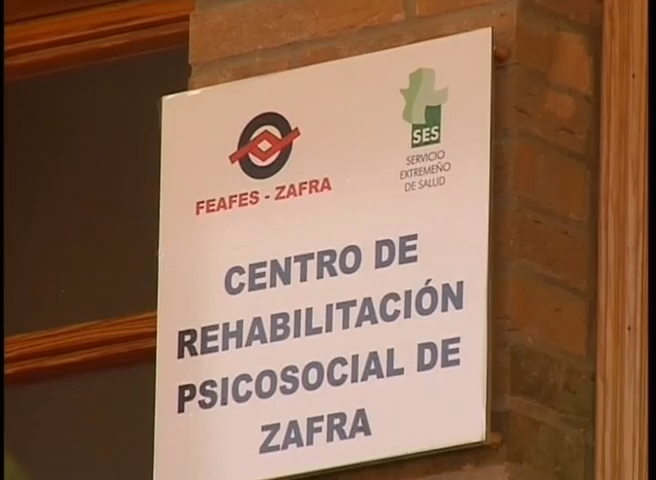 FEAFES - ZAFRA
SES
SERVICIO
EXTREMEÑO
DE SALUD
CENTRO DE
REHABILITACIÓN
PSICOSOCIAL DE
ZAFRA